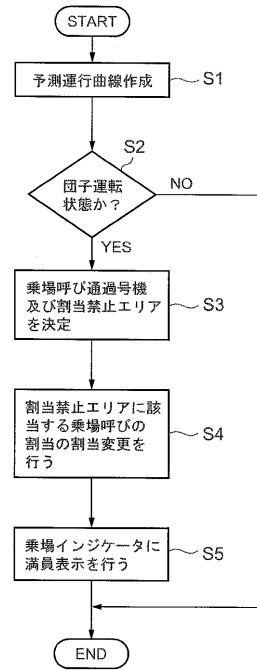 START
予測運行曲線作成
S1
S2
団子運転
状態か？
NO
YES
乗場呼び通過号機
及び割当禁止エリア
を決定
S3
割当禁止エリアに該
当する乗場呼びの
割当の割当変更を
行う
S4
乗場インジケータに
満員表示を行う
S5
END